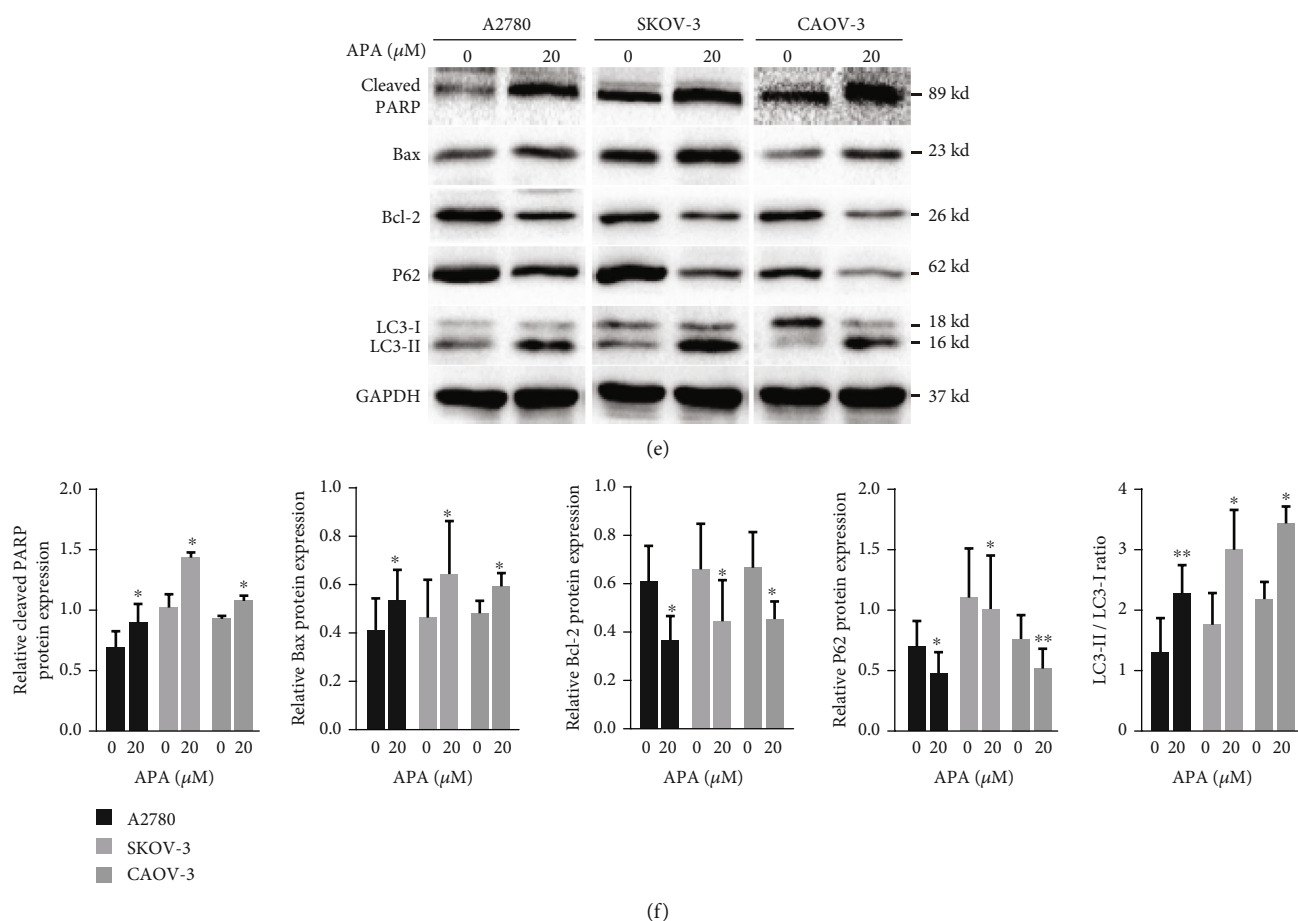 A2780 SKOV-3 CAOV-3
APA (μM) 0 20 0 20 0 20
Cleaved
PARP
89 kd
Bax 23 kd
Bcl-2 26 kd
P62 62 kd
LC3-I 18 kd
LC3-II 16 kd
GAPDH 37 kd
(e)
Relative cleaved PARP
protein expression
2.0
1.5
1.0
0.5
0.0
* * *
0 20 0 20 0 20
APA (μM)
Relative Bax protein expression
1.0
0.8
0.6
0.4
0.2
0.0
* * *
0 20 0 20 0 20
APA (μM)
Relative Bcl-2 protein expression
1.0
0.8
0.6
0.4
0.2
0.0
* * *
0 20 0 20 0 20
APA (μM)
Relative P62 protein expression
2.0
1.5
1.0
0.5
0.0
* * **
0 20 0 20 0 20
APA (μM)
LC3-II / LC3-I ratio
4
3
2
1
0
** * *
0 20 0 20 0 20
APA (μM)
A2780
SKOV-3
CAOV-3
(f)